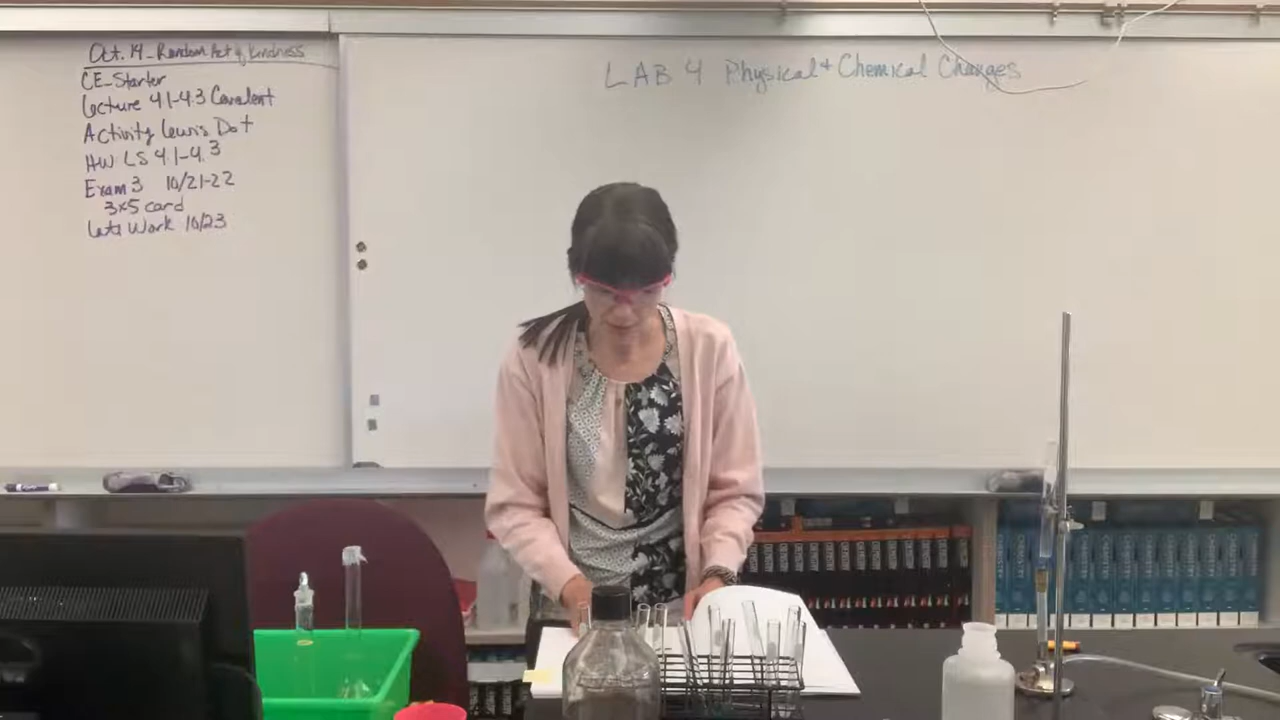 Oct. 14-Random Act of Kindness
CE-Starter
Lecture 4.1-4.3 Covalent
Activity Lewis Dot
HW LS 4.1-4.3
Exam 3 10/21-22
3x5 card
Late Work 10/23
LAB 4 Physical + Chemical Changes